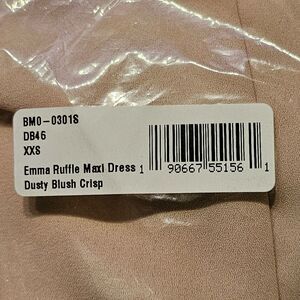 BM0-0301S
DB46
XXS
Emma Ruffle Maxi Dress
Dusty Blush Crisp
1 90667 55156 1